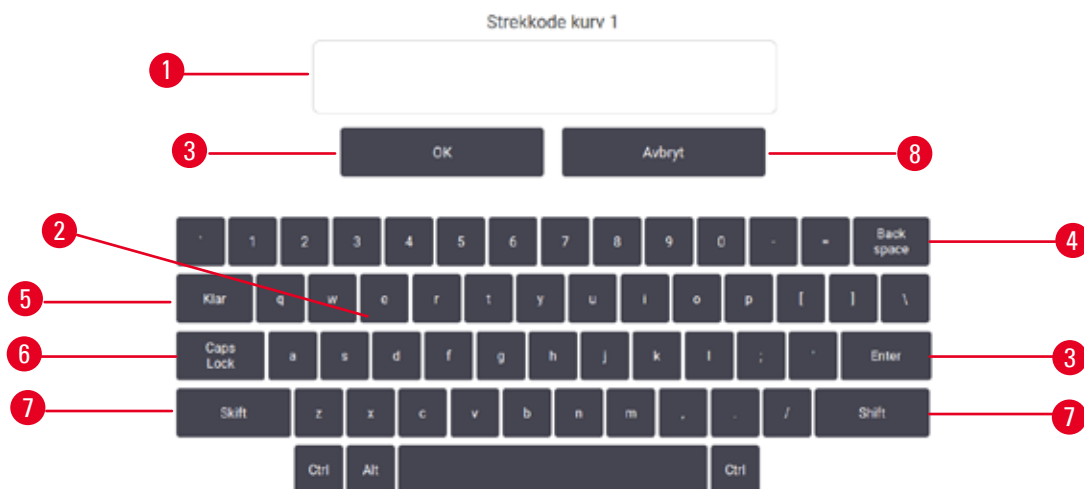 Strekkode kurv 1
1
3 OK Avbryt 8
2
` 1 2 3 4 5 6 7 8 9 0 - = Back space 4
5 Klar q w e r t y u i o p [ ] \
6 Caps Lock a s d f g h j k l ; ' Enter 3
7 Skift z x c v b n m , . / Shift 7
Ctrl Alt Ctrl